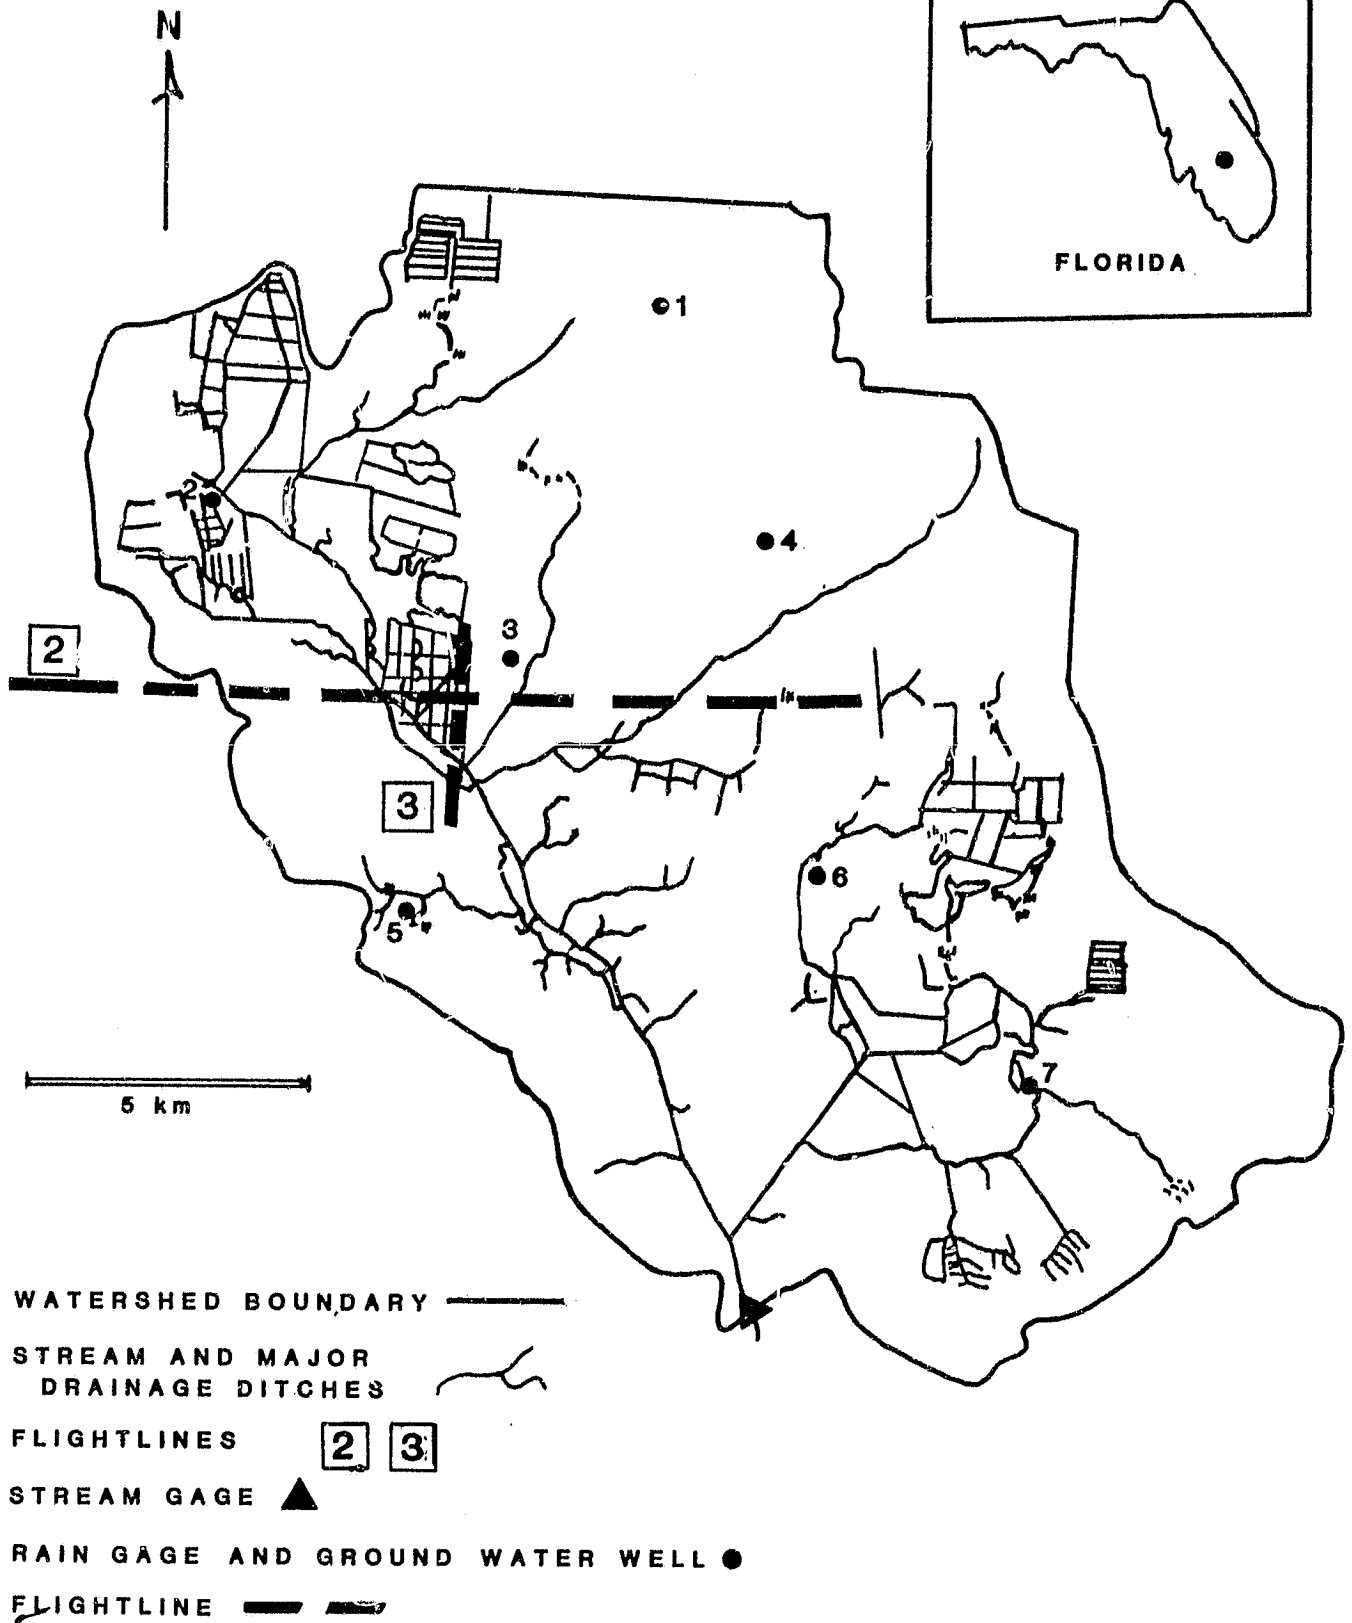 N
FLORIDA
1
2
4
3
2
3
6
5
7
5 km
WATERSHED BOUNDARY
STREAM AND MAJOR
DRAINAGE DITCHES
FLIGHTLINES 2 3
STREAM GAGE
RAIN GAGE AND GROUND WATER WELL
FLIGHTLINE